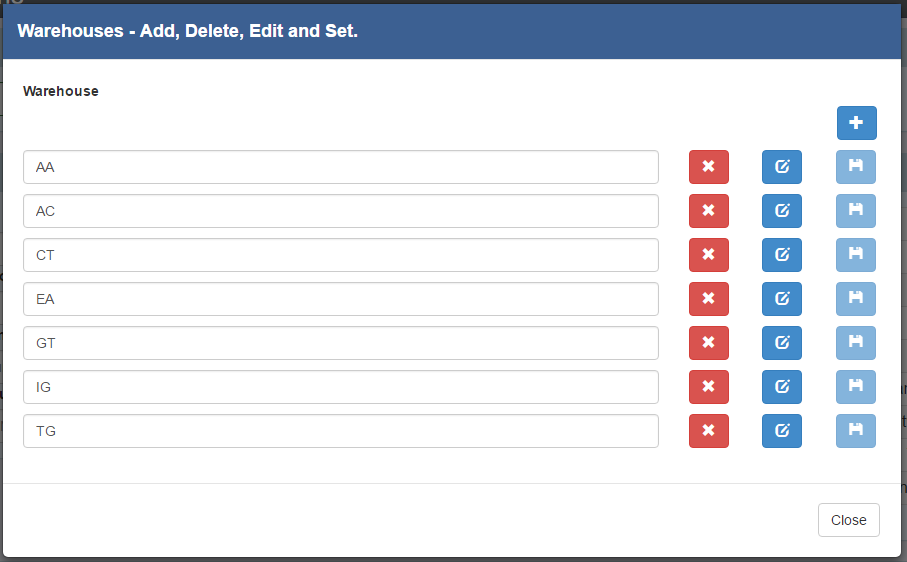 Warehouses - Add, Delete, Edit and Set.
Warehouse
AA
AC
CT
EA
GT
IG
TG
Close